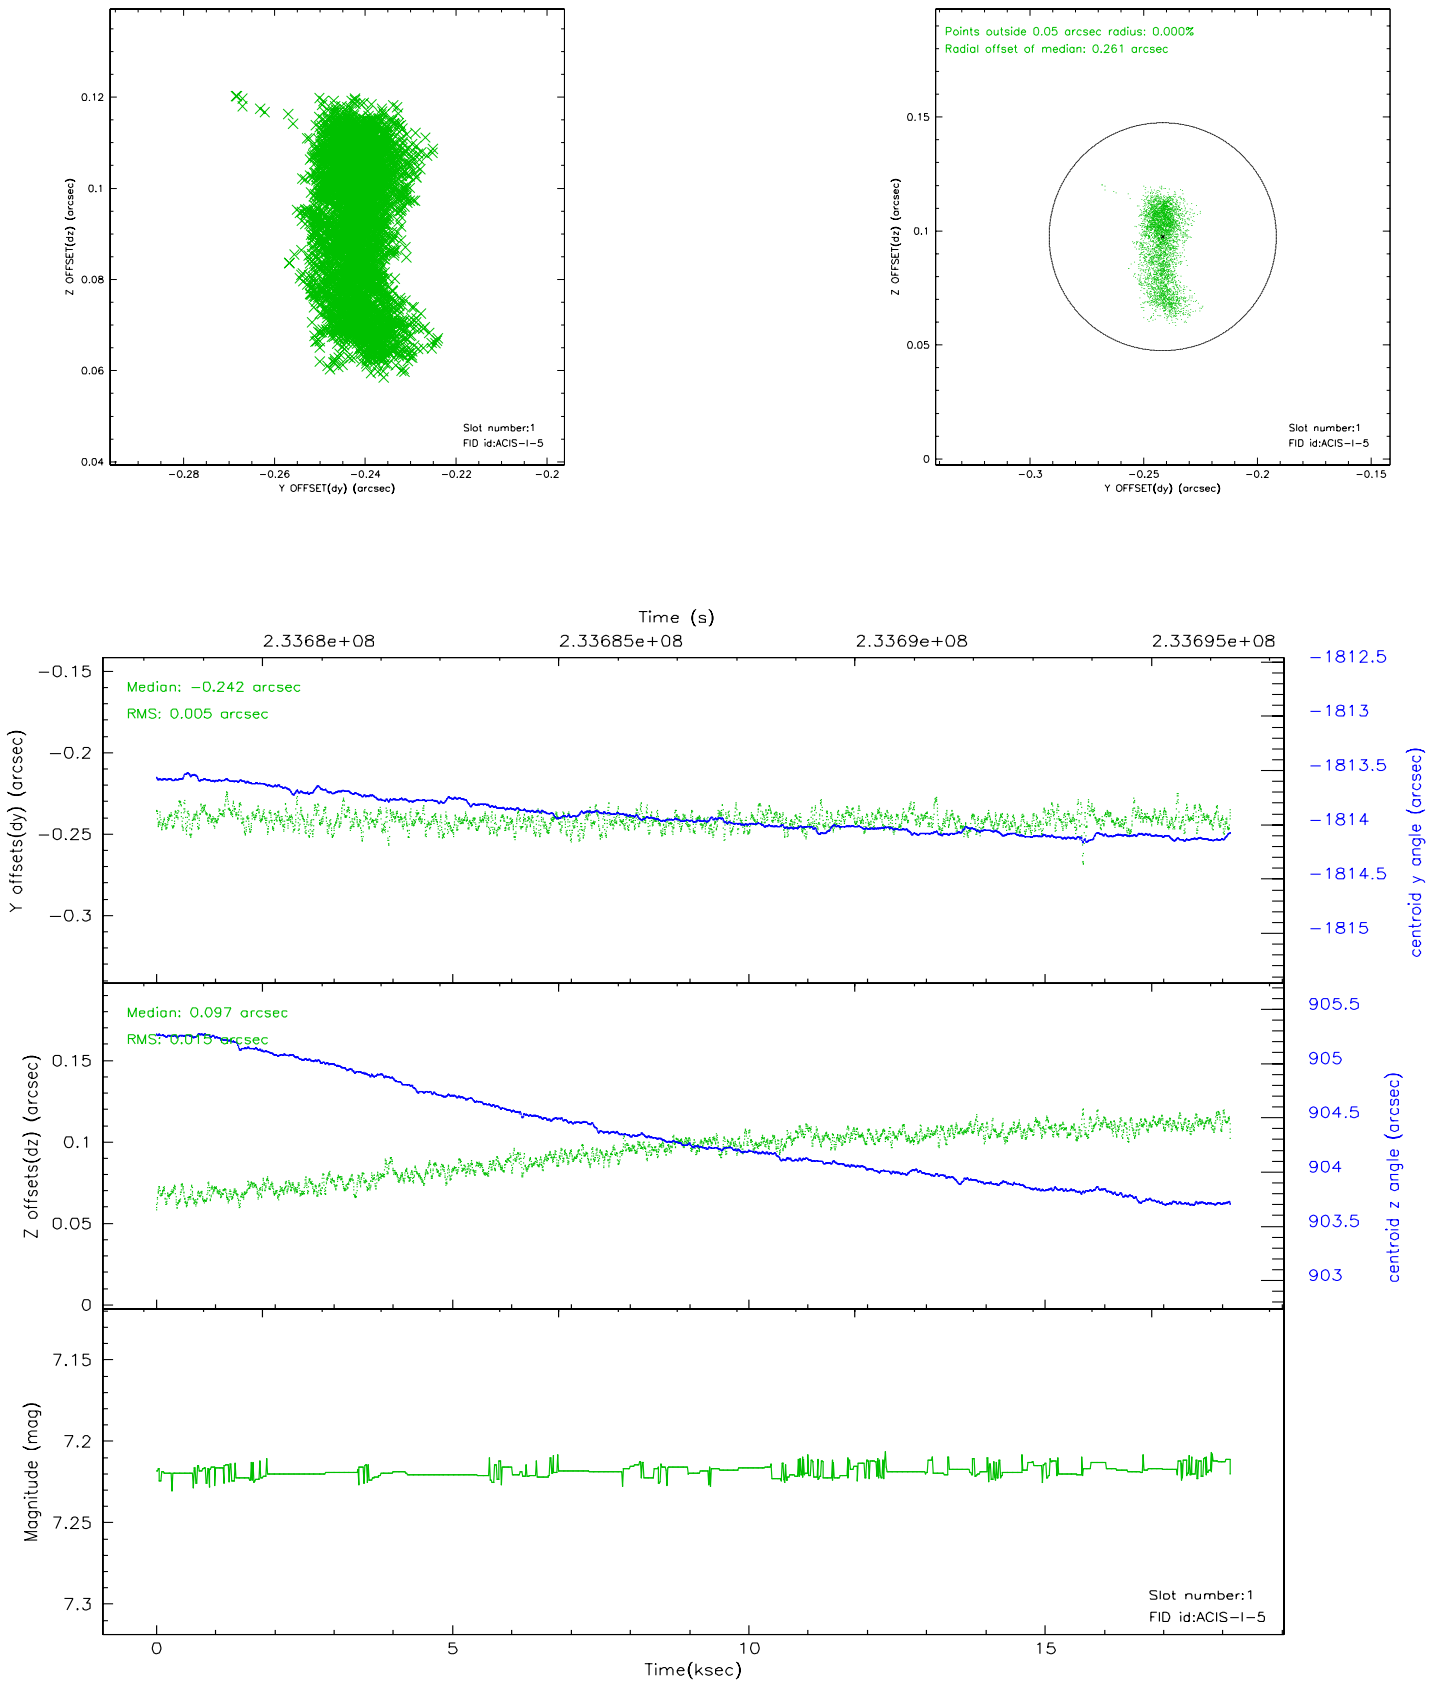 0.12
0.1
0.08
0.06
0.04
Z OFFSET(dz) (arcsec)
Slot number:1
FID id:ACIS-I-5
-0.28
-0.26
-0.24
-0.22
-0.2
Y OFFSET(dy) (arcsec)
Points outside 0.05 arcsec radius: 0.000%
Radial offset of median: 0.261 arcsec
0.15
0.1
0.05
0
Z OFFSET(dz) (arcsec)
Slot number:1
FID id:ACIS-I-5
-0.3
-0.25
-0.2
-0.15
Y OFFSET(dy) (arcsec)
Time (s)
2.3368e+08
2.33685e+08
2.3369e+08
2.33695e+08
-0.15
-0.2
-0.25
-0.3
Y offsets(dy) (arcsec)
Median: -0.242 arcsec
RMS: 0.005 arcsec
-1812.5
-1813
-1813.5
-1814
-1814.5
-1815
centroid y angle (arcsec)
0.15
0.1
0.05
0
Z offsets(dz) (arcsec)
Median: 0.097 arcsec
RMS: 0.015 arcsec
905.5
905
904.5
904
903.5
903
centroid z angle (arcsec)
7.15
7.2
7.25
7.3
Magnitude (mag)
Slot number:1
FID id:ACIS-I-5
0
5
10
15
Time(ksec)